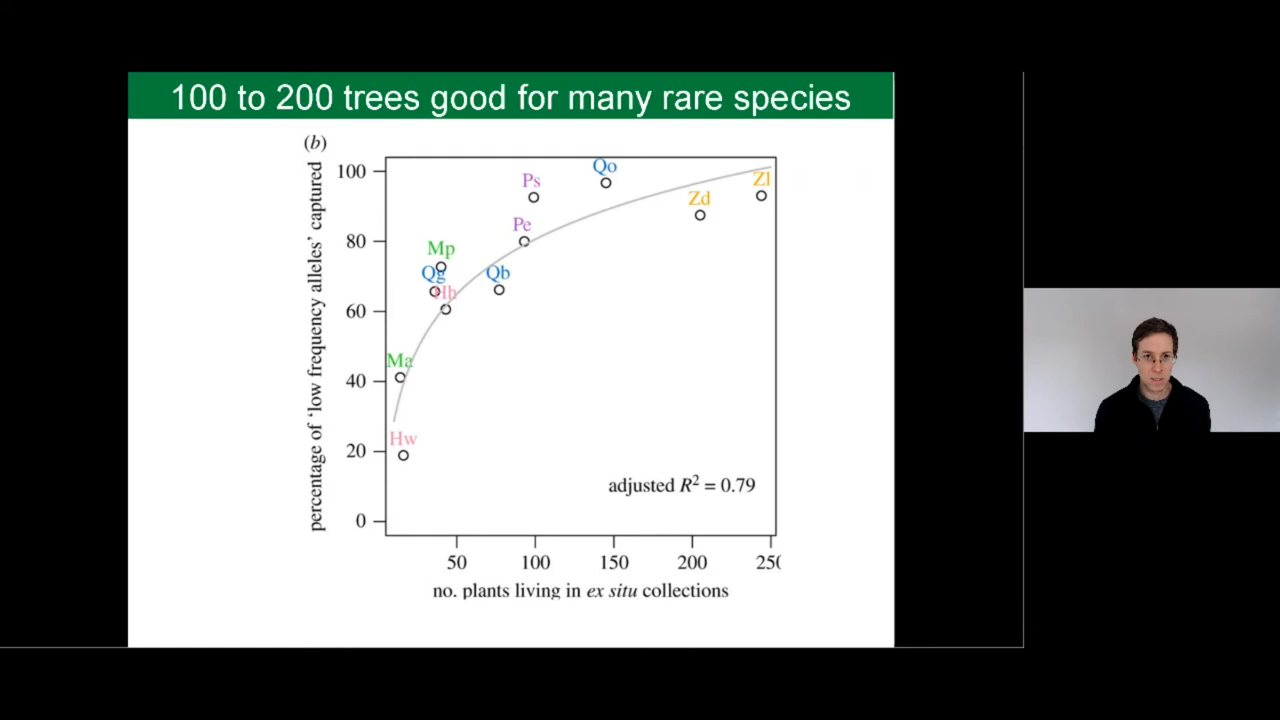 100 to 200 trees good for many rare species
(b)
percentage of ‘low frequency alleles’ captured
100
80
60
40
20
0
Qo
Ps
Zl
Zd
Pe
Mp
Qg
Qb
Hh
Ma
Hw
adjusted R² = 0.79
50 100 150 200 250
no. plants living in ex situ collections